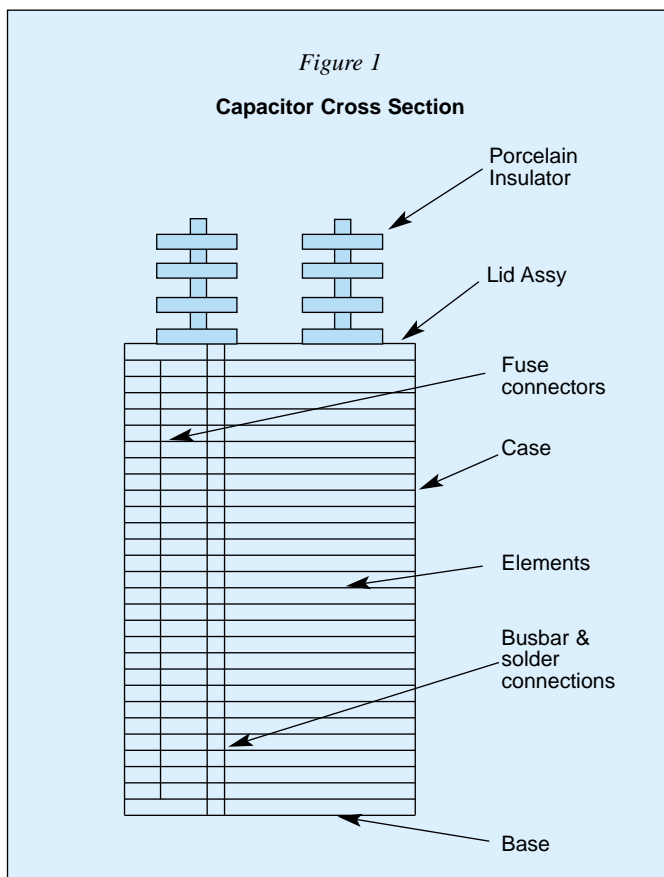 Figure 1
Capacitor Cross Section
Porcelain
Insulator
Lid Assy
Fuse
connectors
Case
Elements
Busbar &
solder
connections
Base